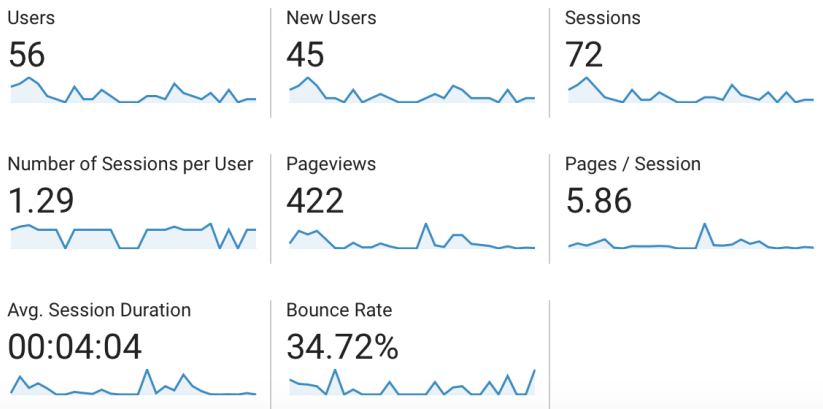 Users
56
New Users
45
Sessions
72
Number of Sessions per User
1.29
Pageviews
422
Pages / Session
5.86
Avg. Session Duration
00:04:04
Bounce Rate
34.72%